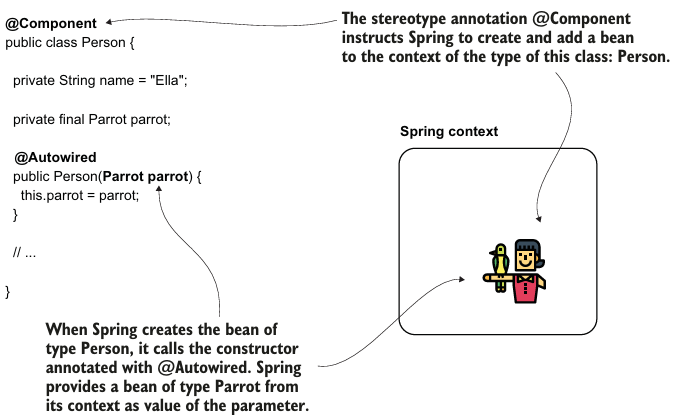 @Component
public class Person {
private String name = "Ella";
private final Parrot parrot;
@Autowired
public Person(Parrot parrot) {
this.parrot = parrot;
}
// ...
}
The stereotype annotation @Component
instructs Spring to create and add a bean
to the context of the type of this class: Person.
Spring context
When Spring creates the bean of
type Person, it calls the constructor
annotated with @Autowired. Spring
provides a bean of type Parrot from
its context as value of the parameter.